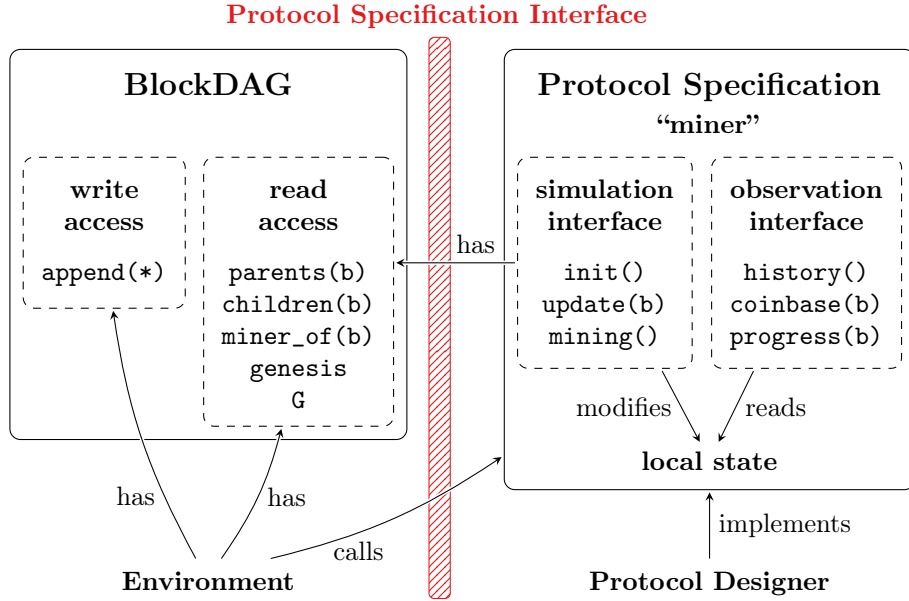 Protocol Specification Interface
BlockDAG
write
access
append(*)
read
access
parents(b)
children(b)
miner_of(b)
genesis
G
has
Protocol Specification
“miner”
simulation
interface
init()
update(b)
mining()
observation
interface
history()
coinbase(b)
progress(b)
modifies
reads
local state
has
has
calls
implements
Environment
Protocol Designer